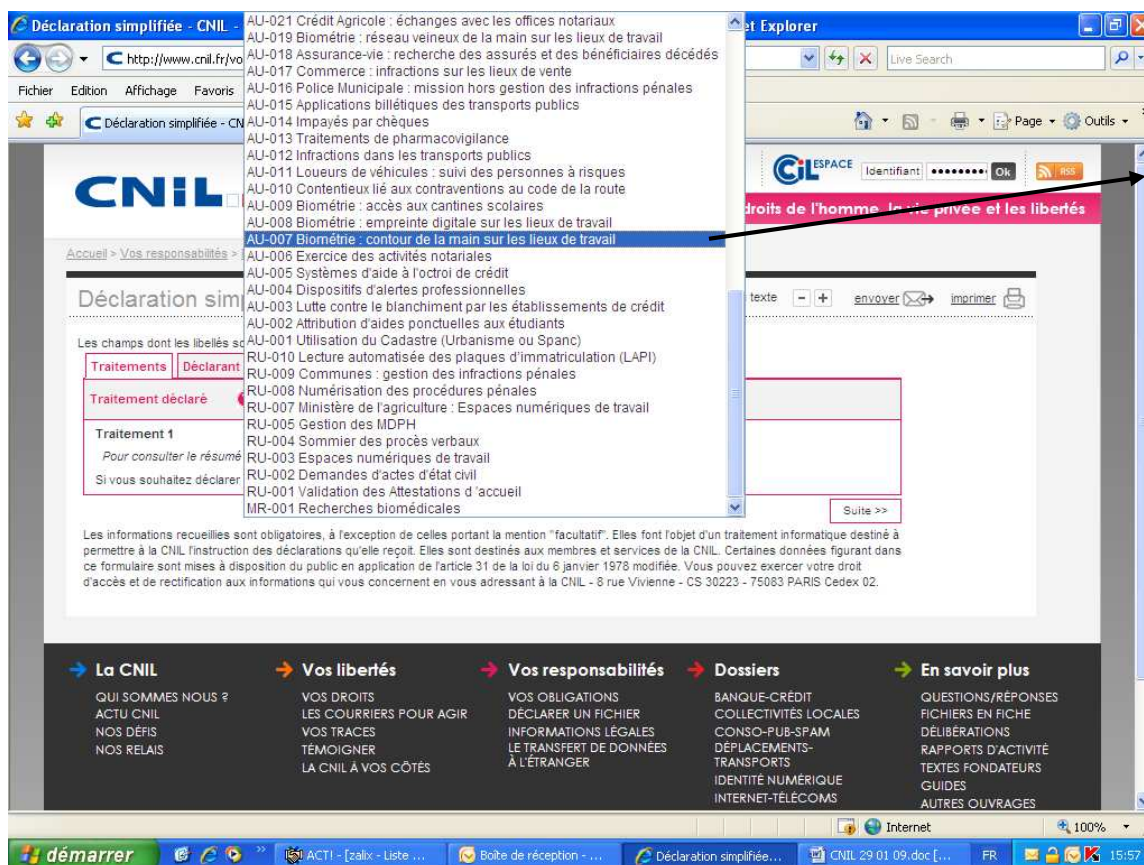 AU-021 Crédit Agricole : échanges avec les offices notariaux
Déclaration simplifiée - CNIL -
et Explorer
AU-019 Biométrie : réseau veineux de la main sur les lieux de travail
AU-018 Assurance-vie : recherche des assurés et des bénéficiaires décédés
http://www.cnil.fr/vo
Live Search
AU-017 Commerce : infractions sur les lieux de vente
Fichier Edition Affichage Favoris
AU-016 Police Municipale : mission hors gestion des infractions pénales
AU-015 Applications billétiques des transports publics
Déclaration simplifiée - CN
Page Outils
AU-014 Impayés par chèques
AU-013 Traitements de pharmacovigilance
AU-012 Infractions dans les transports publics
AU-011 Loueurs de véhicules : suivi des personnes à risques
CNIL
CIL ESPACE Identifiant Ok RSS
AU-010 Contentieux lié aux contraventions au code de la route
AU-009 Biométrie : accès aux cantines scolaires
droits de l'homme, la vie privée et les libertés
AU-008 Biométrie : empreinte digitale sur les lieux de travail
AU-007 Biométrie : contour de la main sur les lieux de travail
Accueil > Vos responsabilités >
AU-006 Exercice des activités notariales
AU-005 Systèmes d'aide à l'octroi de crédit
AU-004 Dispositifs d'alertes professionnelles
Déclaration sim
texte - + envoyer imprimer
AU-003 Lutte contre le blanchiment par les établissements de crédit
AU-002 Attribution d'aides ponctuelles aux étudiants
AU-001 Utilisation du Cadastre (Urbanisme ou Spanc)
Les champs dont les libellés so
RU-010 Lecture automatisée des plaques d'immatriculation (LAPI)
Traitements Déclarant
RU-009 Communes : gestion des infractions pénales
RU-008 Numérisation des procédures pénales
Traitement déclaré
RU-007 Ministère de l'agriculture : Espaces numériques de travail
RU-005 Gestion des MDPH
Traitement 1
RU-004 Sommier des procès verbaux
Pour consulter le résumé
RU-003 Espaces numériques de travail
RU-002 Demandes d'actes d'état civil
Si vous souhaitez déclarer
RU-001 Validation des Attestations d 'accueil
MR-001 Recherches biomédicales
Suite >>
Les informations recueillies sont obligatoires, à l'exception de celles portant la mention "facultatif". Elles font l'objet d'un traitement informatique destiné à
permettre à la CNIL l'instruction des déclarations qu'elle reçoit. Elles sont destinés aux membres et services de la CNIL. Certaines données figurant dans
ce formulaire sont mises à disposition du public en application de l'article 31 de la loi du 6 janvier 1978 modifiée. Vous pouvez exercer votre droit
d'accès et de rectification aux informations qui vous concernent en vous adressant à la CNIL - 8 rue Vivienne - CS 30223 - 75083 PARIS Cedex 02.
La CNIL
QUI SOMMES NOUS ?
ACTU CNIL
NOS DÉFIS
NOS RELAIS
Vos libertés
VOS DROITS
LES COURRIERS POUR AGIR
VOS TRACES
TÉMOIGNER
LA CNIL À VOS CÔTÉS
Vos responsabilités
VOS OBLIGATIONS
DÉCLARER UN FICHIER
INFORMATIONS LÉGALES
LE TRANSFERT DE DONNÉES
À L'ÉTRANGER
Dossiers
BANQUE-CRÉDIT
COLLECTIVITÉS LOCALES
CONSO-PUB-SPAM
DÉPLACEMENTS-
TRANSPORTS
IDENTITÉ NUMÉRIQUE
INTERNET-TÉLÉCOMS
En savoir plus
QUESTIONS/RÉPONSES
FICHIERS EN FICHE
DÉLIBÉRATIONS
RAPPORTS D'ACTIVITÉ
TEXTES FONDATEURS
GUIDES
AUTRES OUVRAGES
Internet 100%
démarrer ACT! - [zalix - Liste ... Boîte de réception - ... Déclaration simplifiée... CNIL 29 01 09.doc [... FR 15:57